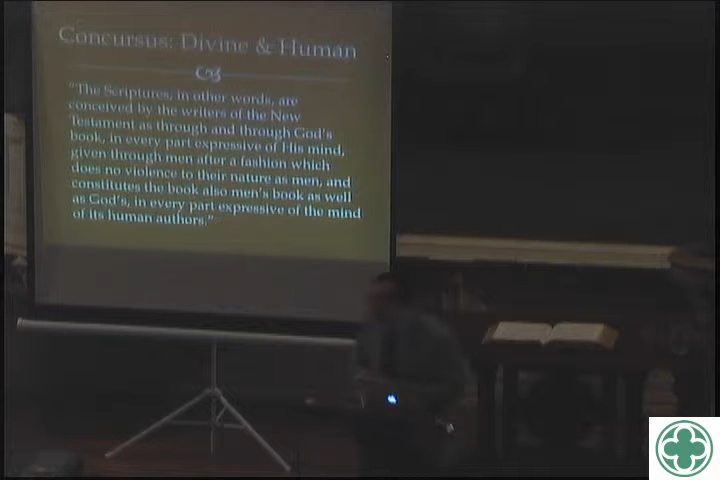 Concursus: Divine & Human
"The Scriptures, in other words, are
conceived by the writers of the New
Testament as through and through God's
book, in every part expressive of His mind,
given through men after a fashion which
does no violence to their nature as men, and
constitutes the book also men's book as well
as God's, in every part expressive of the mind
of its human authors."